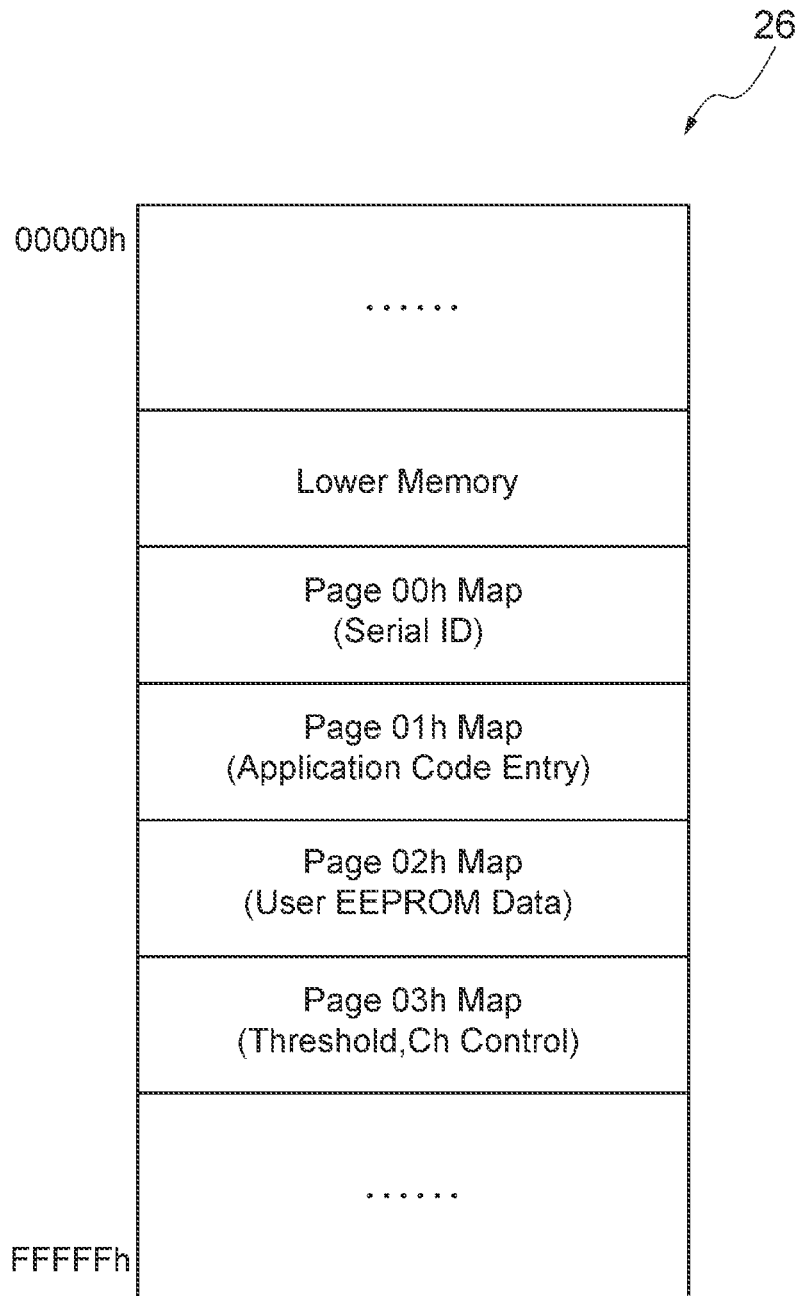 26
00000h
......
Lower Memory
Page 00h Map
(Serial ID)
Page 01h Map
(Application Code Entry)
Page 02h Map
(User EEPROM Data)
Page 03h Map
(Threshold,Ch Control)
......
FFFFFh